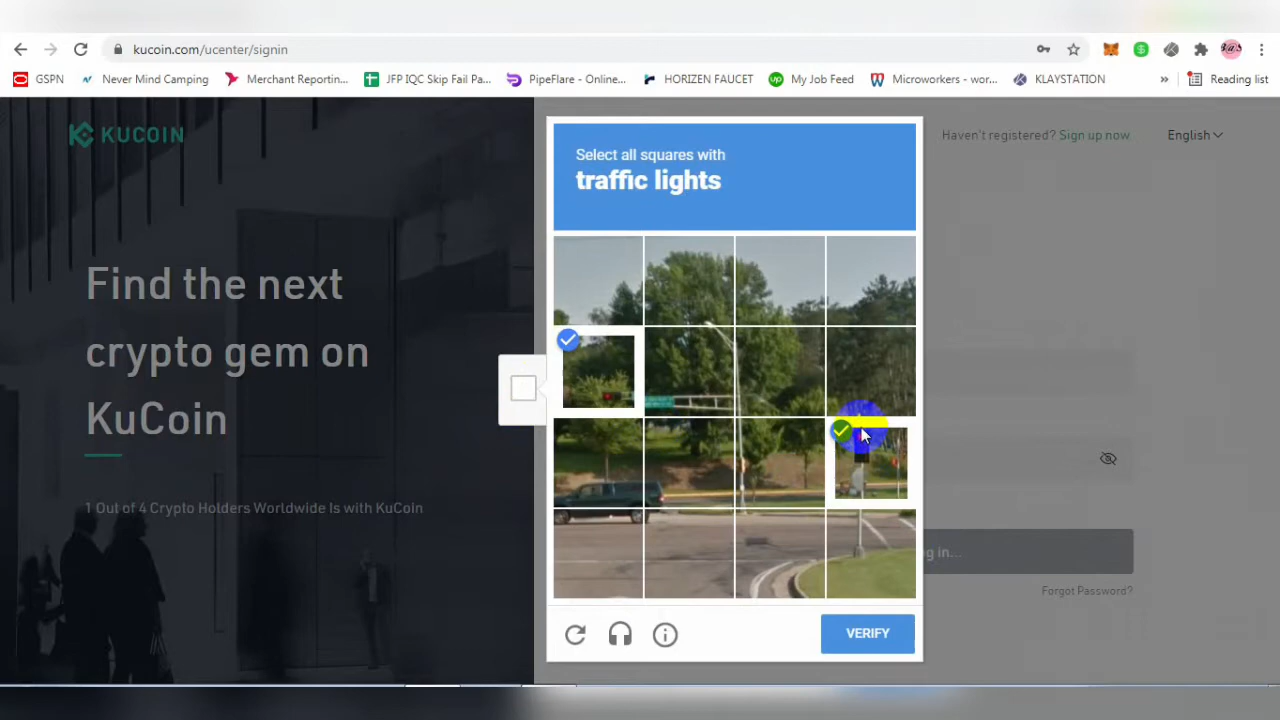 kucoin.com/ucenter/signin
GSPN
Never Mind Camping
Merchant Reportin...
JFP IQC Skip Fail Pa...
PipeFlare - Online...
HORIZEN FAUCET
My Job Feed
Microworkers - wor...
KLAYSTATION
»
Reading list
KUCOIN
Haven't registered? Sign up now
English
Select all squares with
traffic lights
Find the next
crypto gem on
KuCoin
1 Out of 4 Crypto Holders Worldwide Is with KuCoin
g in...
Forgot Password?
VERIFY